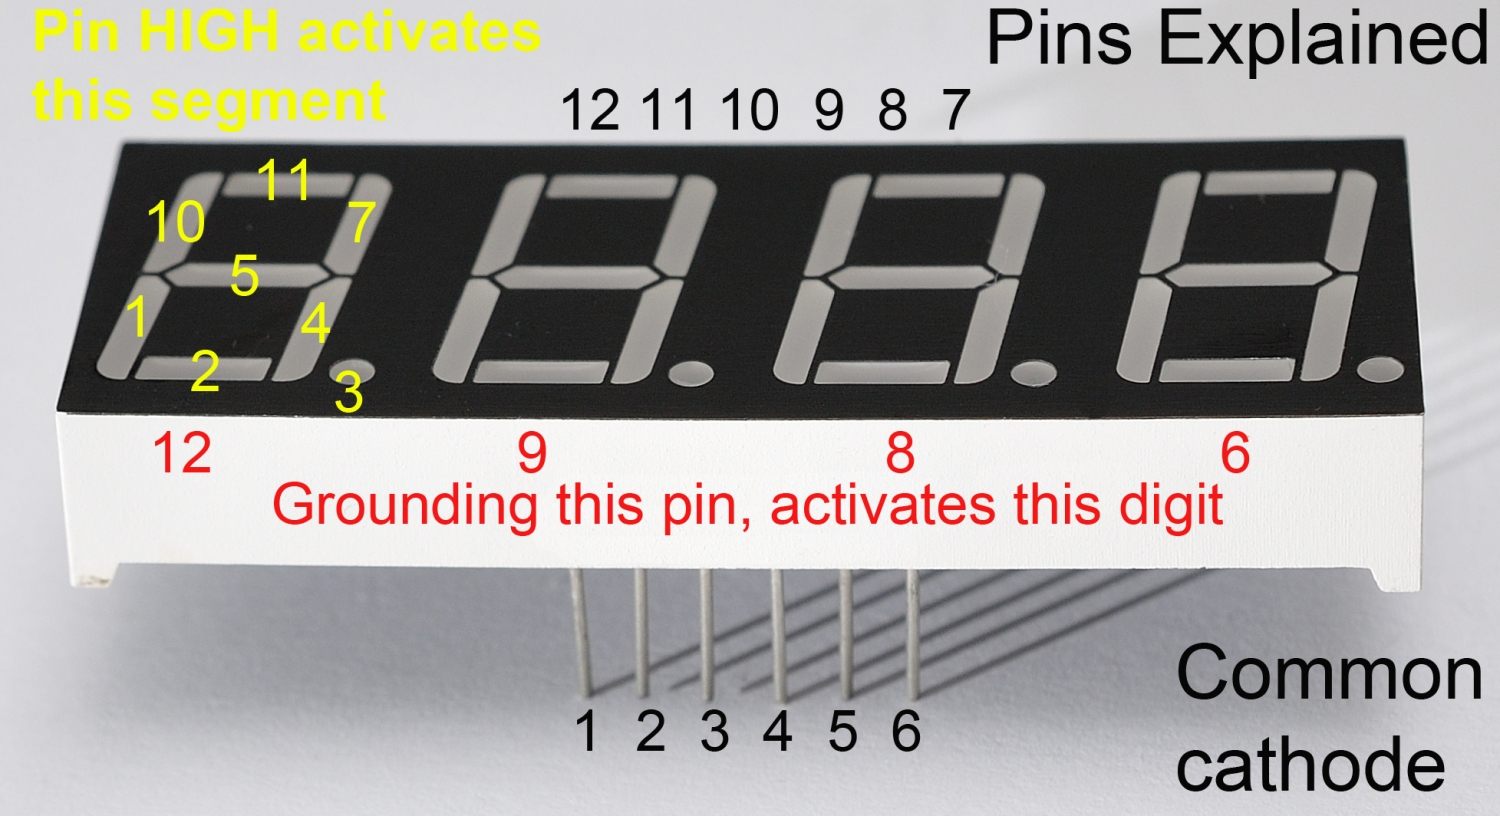 Pin HIGH activates
this segment
Pins Explained
12 11 10 9 8 7
11
10 7
5
1 4
2
3
12 9 8 6
Grounding this pin, activates this digit
1 2 3 4 5 6
Common
cathode